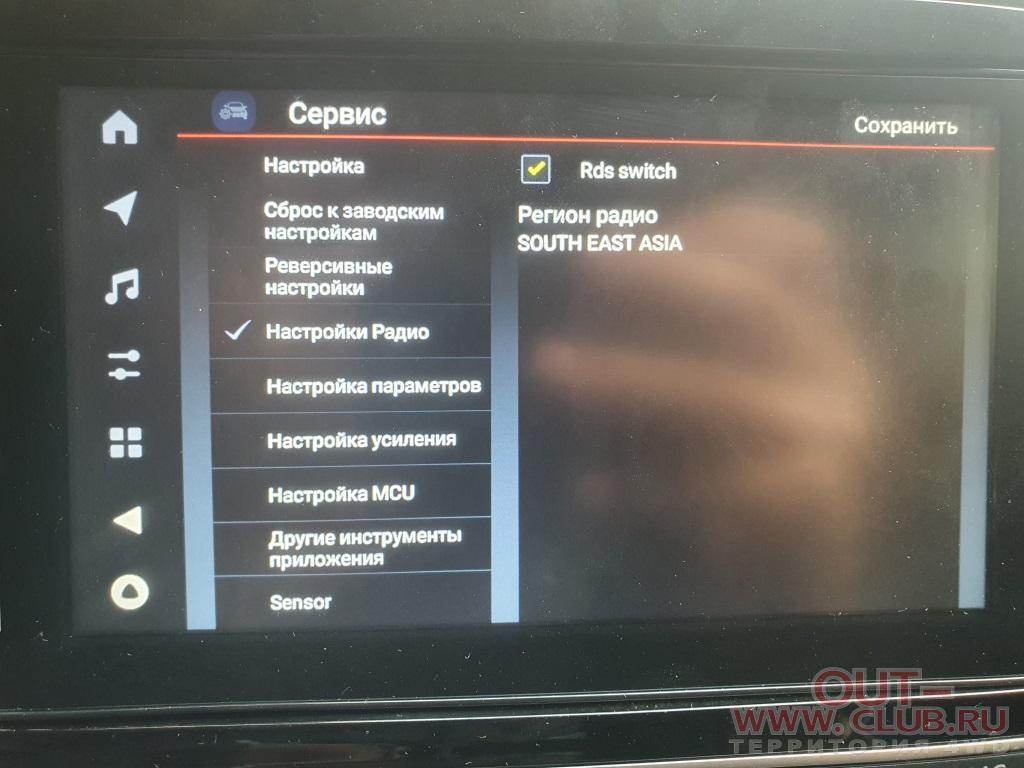 Сервис
Сохранить
Настройка
Сброс к заводским
настройкам
Реверсивные
настройки
Настройки Радио
Настройка параметров
Настройка усиления
Настройка MCU
Другие инструменты
приложения
Sensor
Rds switch
Регион радио
SOUTH EAST ASIA
OUT-
WWW.CLUB.RU
ТЕРРИТОРИЯ 4WD